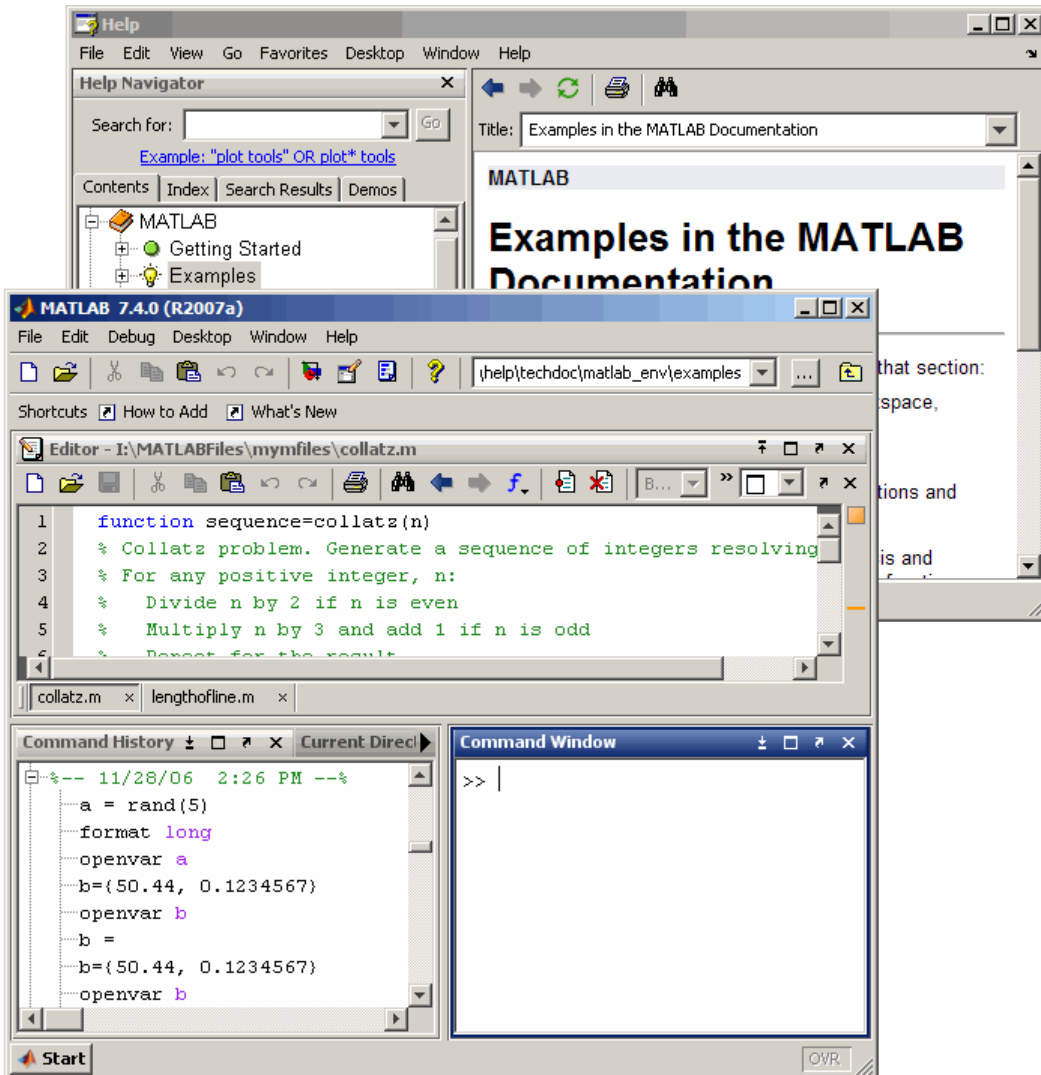 Help
File Edit View Go Favorites Desktop Window Help
Help Navigator
Search for:
Go
Example: "plot tools" OR plot* tools
Contents Index Search Results Demos
MATLAB
Getting Started
Examples
Title: Examples in the MATLAB Documentation
MATLAB
Examples in the MATLAB
Documentation
that section:
tions and
is and
MATLAB 7.4.0 (R2007a)
File Edit Debug Desktop Window Help
\help\techdoc\matlab_env\examples
...
Shortcuts How to Add What's New
Editor - I:\MATLABFiles\mymfiles\collatz.m
B...
1 function sequence=collatz(n)
2 % Collatz problem. Generate a sequence of integers resolving
3 % For any positive integer, n:
4 % Divide n by 2 if n is even
5 % Multiply n by 3 and add 1 if n is odd
6 % Repeat for the result
collatz.m × lengthofline.m ×
Command History Current Direc
%-- 11/28/06 2:26 PM --%
a = rand(5)
format long
openvar a
b={50.44, 0.1234567}
openvar b
b =
b={50.44, 0.1234567}
openvar b
Command Window
>>
Start
OVR